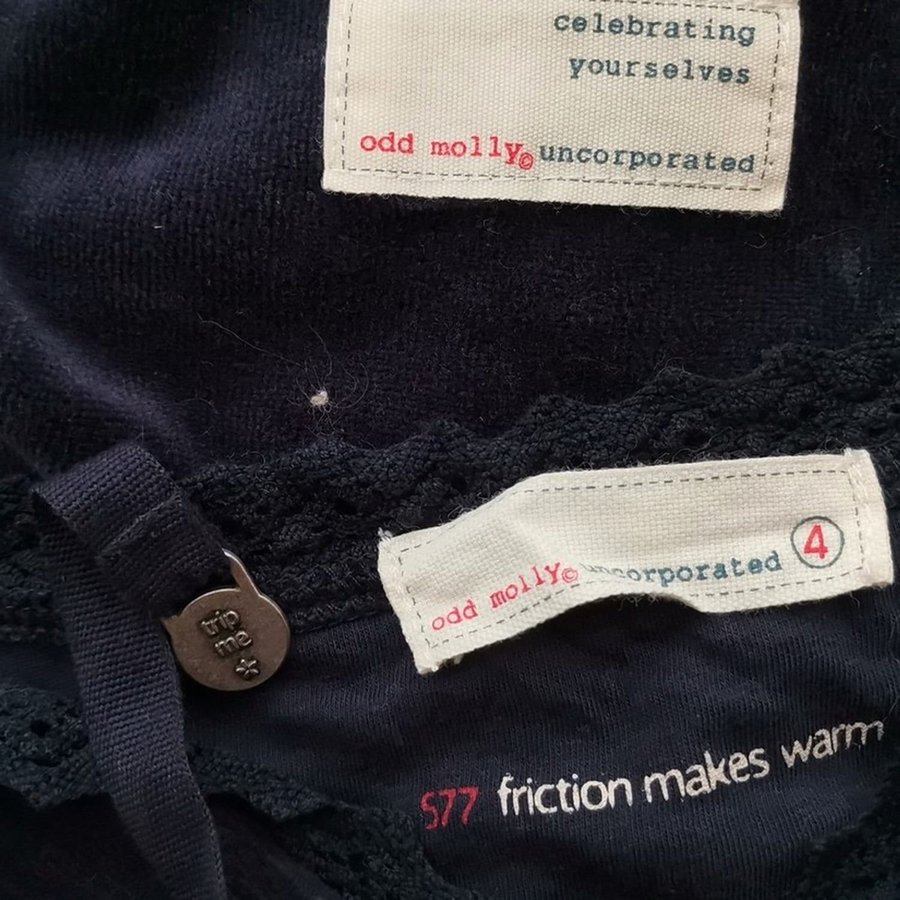 celebrating
yourselves
odd molly© uncorporated
odd molly© uncorporated 4
trip
me
577 friction makes warm